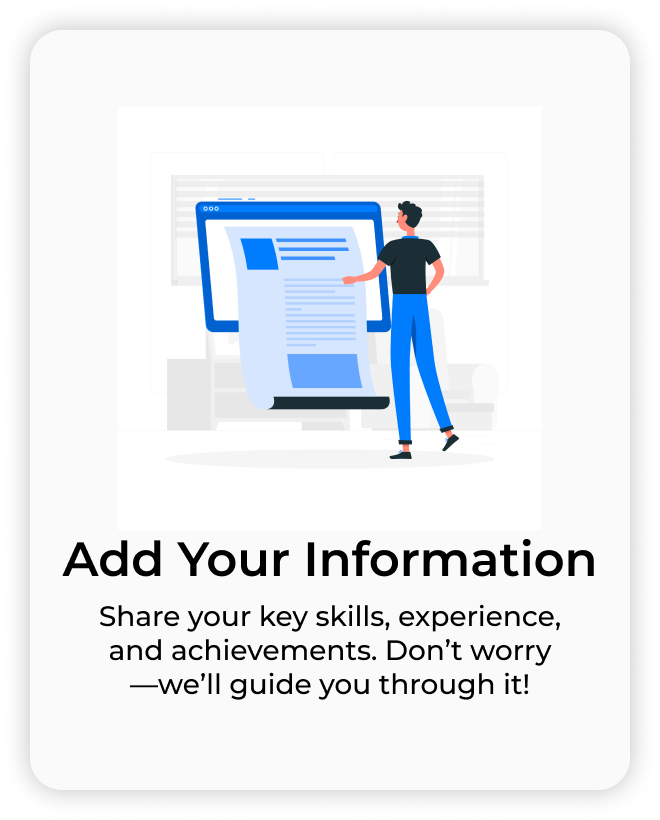 Add Your Information
Share your key skills, experience,
and achievements. Don’t worry
—we’ll guide you through it!